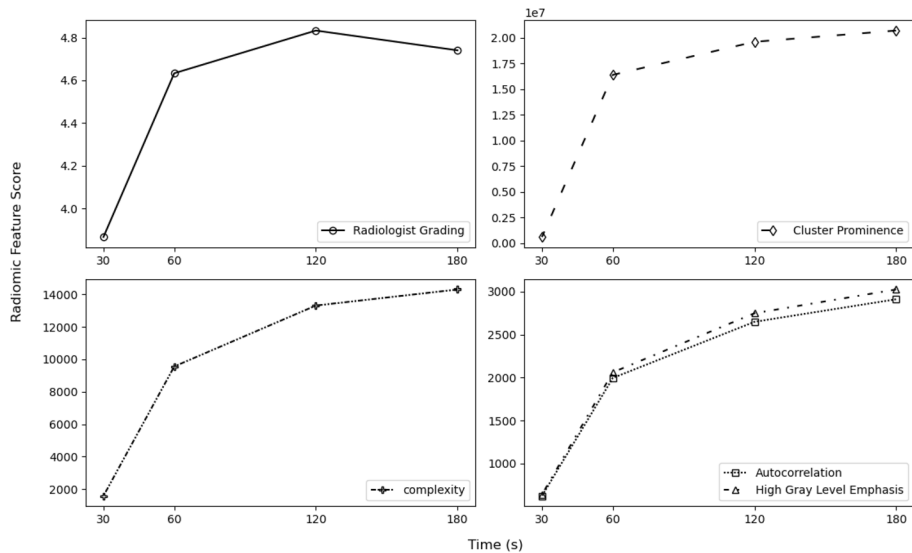 Radiomic Feature Score
4.8
4.6
4.4
4.2
4.0
30 60 120 180
Radiologist Grading
1e7
2.00
1.75
1.50
1.25
1.00
0.75
0.50
0.25
0.00
30 60 120 180
Cluster Prominence
14000
12000
10000
8000
6000
4000
2000
30 60 120 180
complexity
3000
2500
2000
1500
1000
30 60 120 180
Autocorrelation
High Gray Level Emphasis
Time (s)